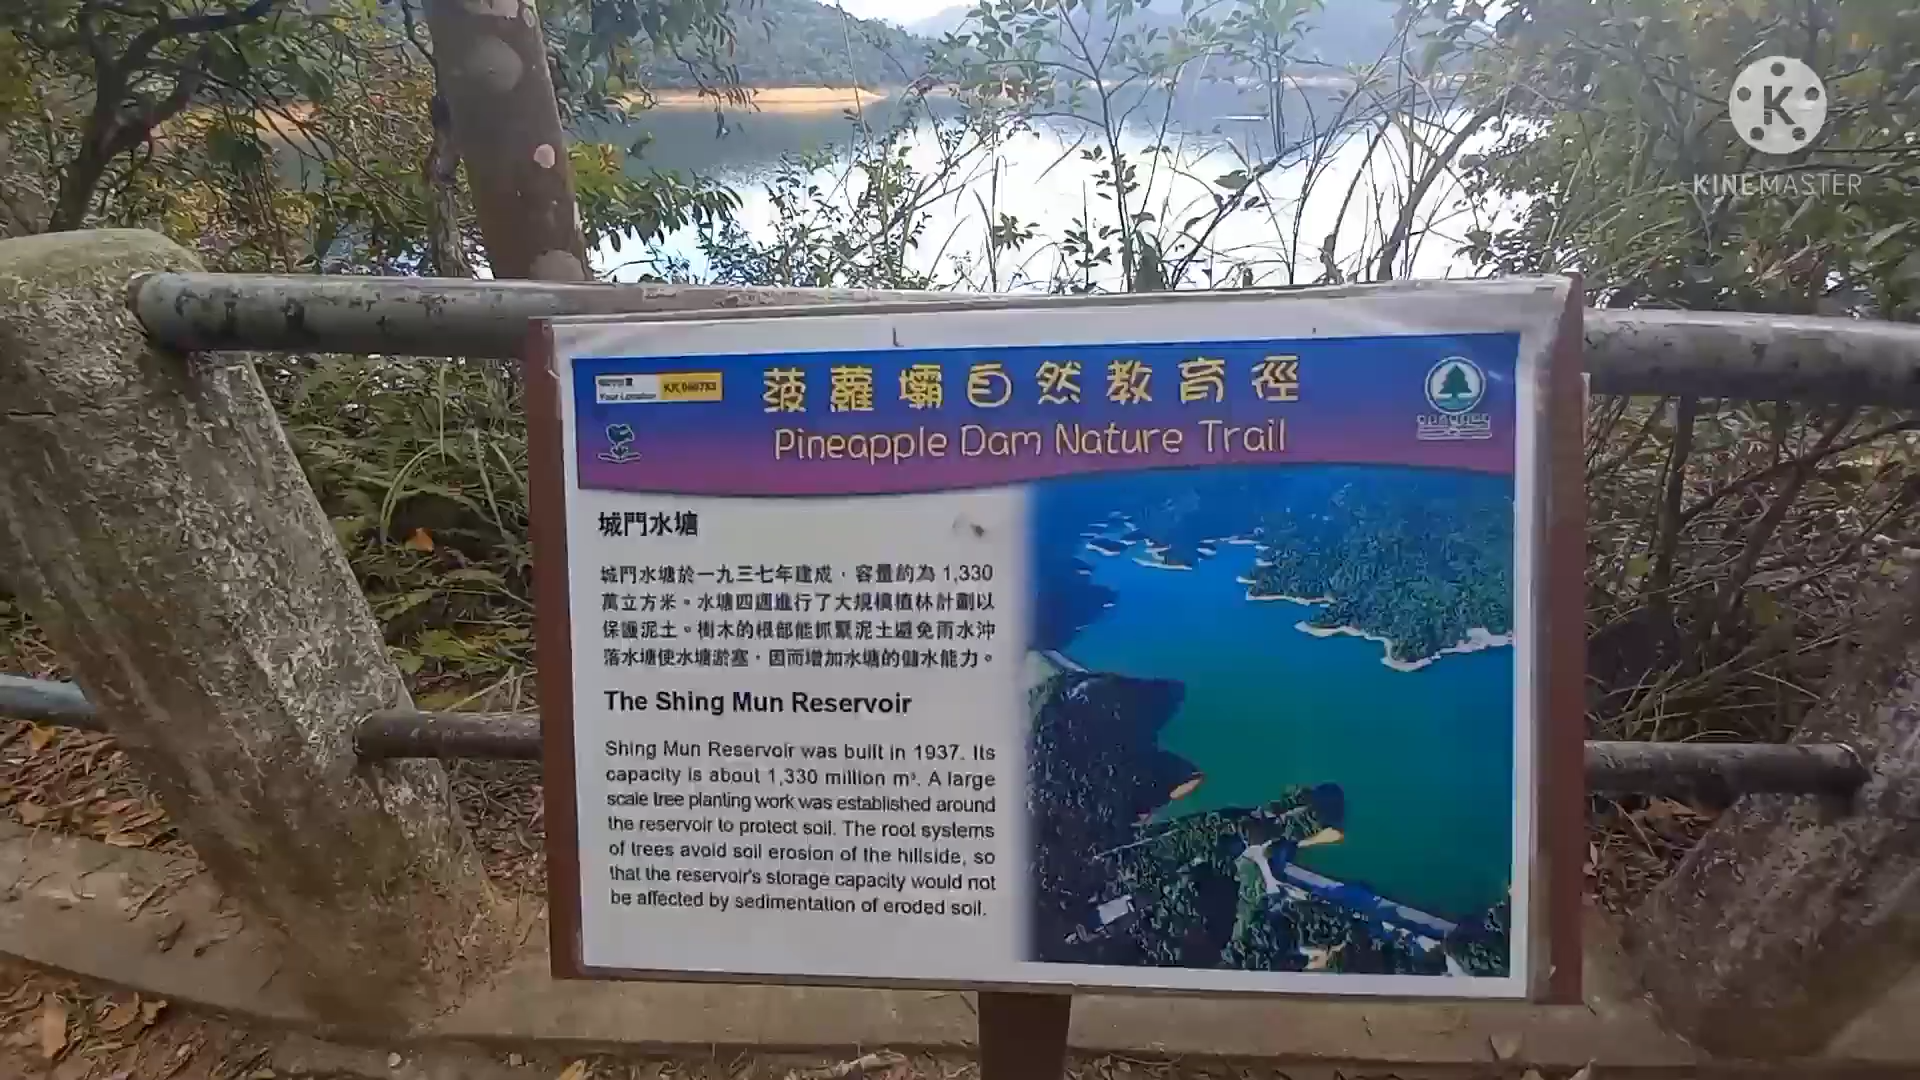 KINEMASTER
Your Location
菠蘿壩自然教育徑
Pineapple Dam Nature Trail
城門水塘
城門水塘於一九三七年建成，容量約為 1,330
萬立方米。水塘四週進行了大規模植林計劃以
保護泥土。樹木的根部能抓緊泥土避免雨水沖
落水塘使水塘淤塞，因而增加水塘的儲水能力。
The Shing Mun Reservoir
Shing Mun Reservoir was built in 1937. Its
capacity is about 1,330 million m³. A large
scale tree planting work was established around
the reservoir to protect soil. The root systems
of trees avoid soil erosion of the hillside, so
that the reservoir's storage capacity would not
be affected by sedimentation of eroded soil.